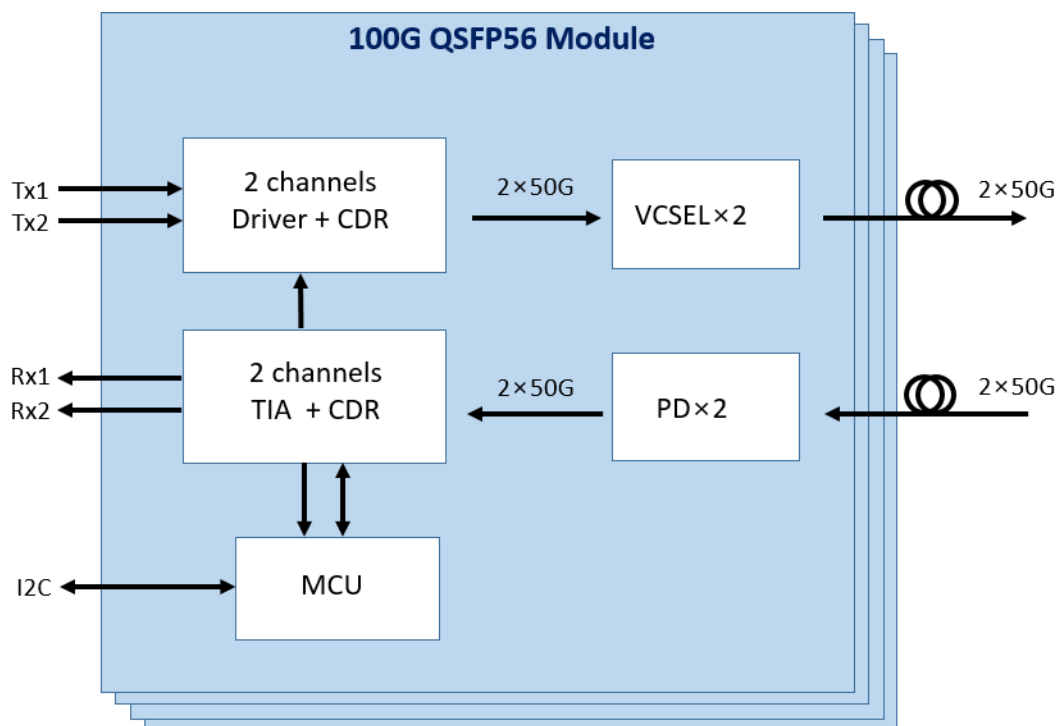 100G QSFP56 Module
Tx1
Tx2
2 channels
Driver + CDR
2×50G
VCSEL×2
2×50G
Rx1
Rx2
2 channels
TIA + CDR
2×50G
PD×2
2×50G
I2C
MCU